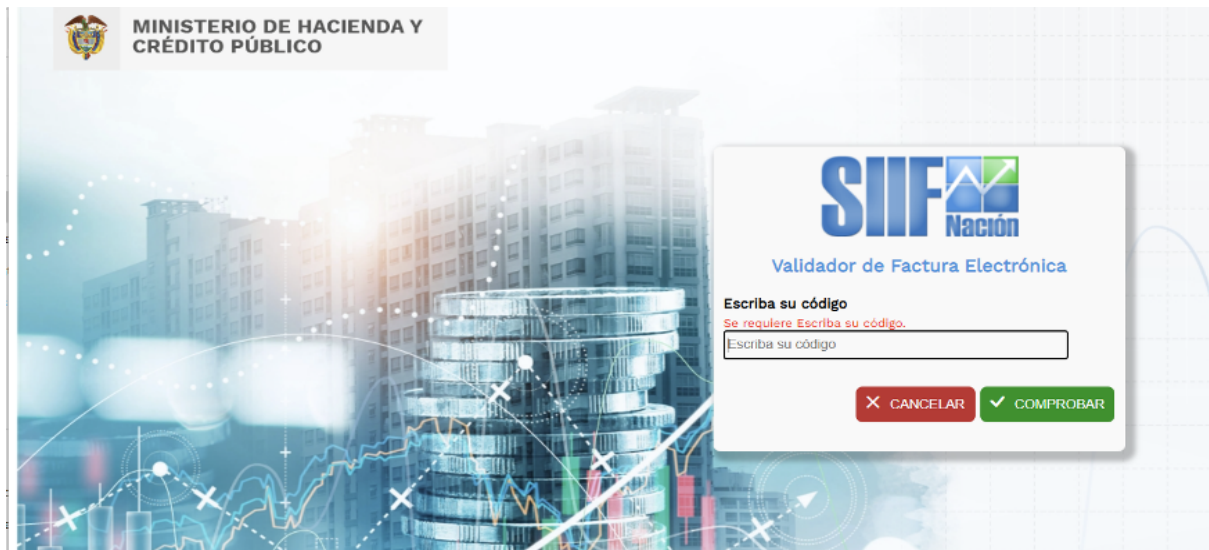 MINISTERIO DE HACIENDA Y
CRÉDITO PÚBLICO
SIIF
Nación
Validador de Factura Electrónica
Escriba su código
Se requiere Escriba su código.
Escriba su código
CANCELAR
COMPROBAR